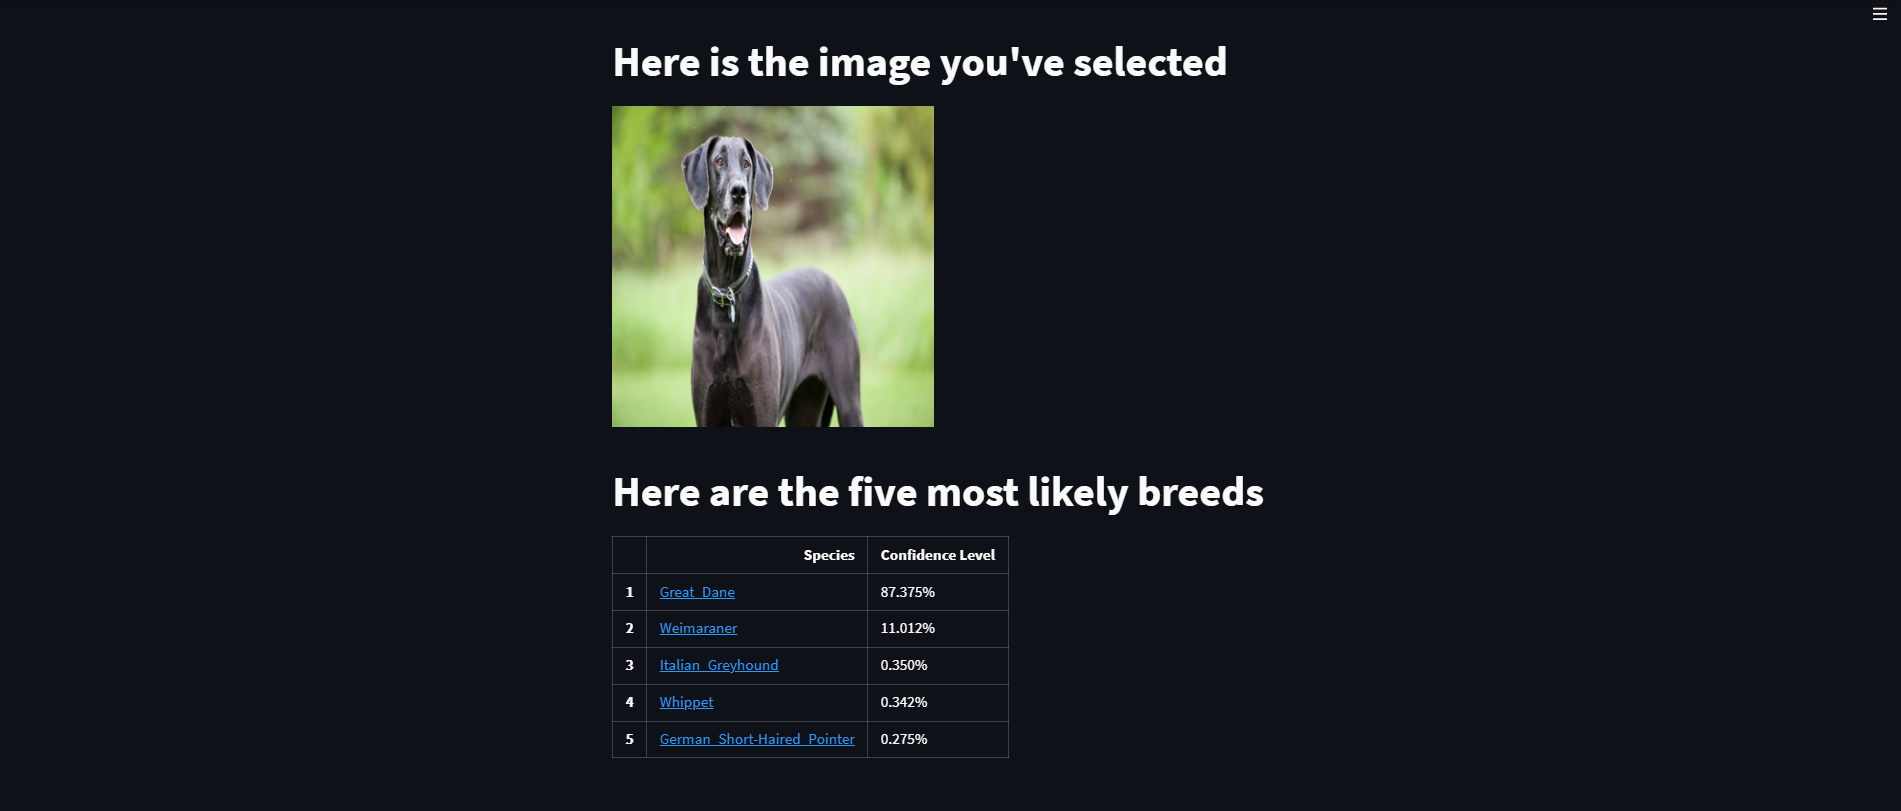 Here is the image you've selected
Here are the five most likely breeds
Species Confidence Level
1 Great_Dane 87.375%
2 Weimaraner 11.012%
3 Italian_Greyhound 0.350%
4 Whippet 0.342%
5 German_Short-Haired_Pointer 0.275%